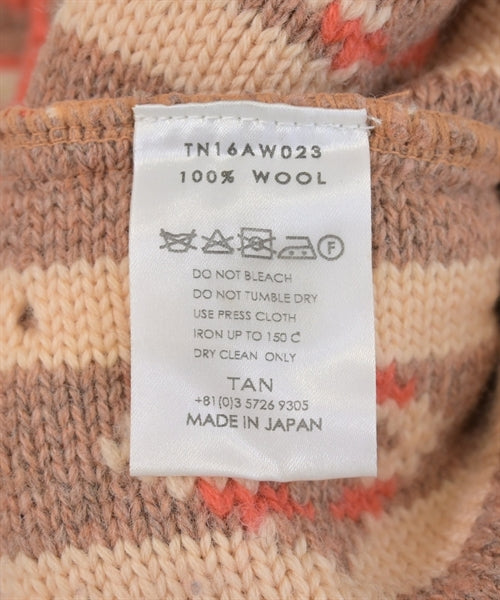 TN16AW023
100% WOOL
F
DO NOT BLEACH
DO NOT TUMBLE DRY
USE PRESS CLOTH
IRON UP TO 150 C
DRY CLEAN ONLY
TAN
+81(0)3 5726 9305
MADE IN JAPAN